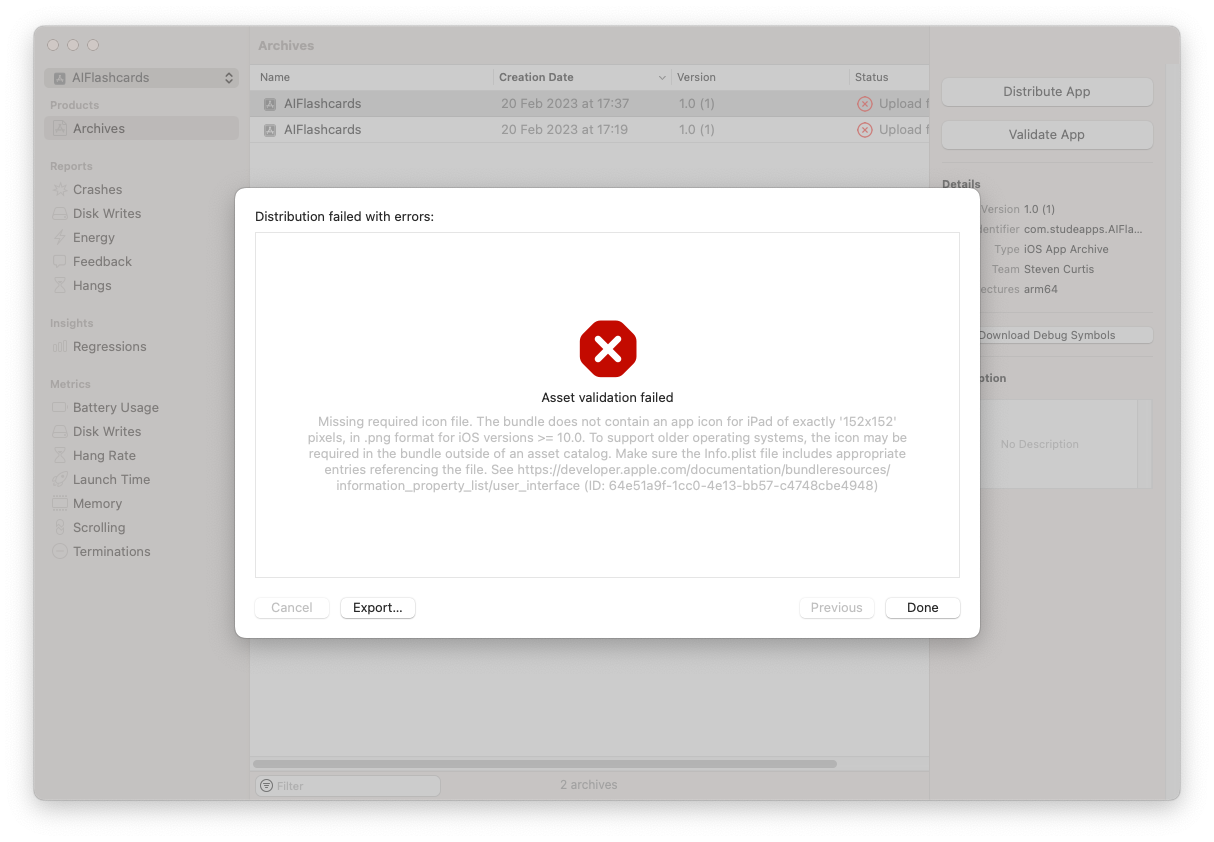 Archives
AIFlashcards
Name Creation Date Version Status
Products
AIFlashcards 20 Feb 2023 at 17:37 1.0 (1) Upload
Distribute App
Archives
AIFlashcards 20 Feb 2023 at 17:19 1.0 (1) Upload
Validate App
Reports
Crashes
Disk Writes
Energy
Feedback
Hangs
Insights
Regressions
Metrics
Battery Usage
Disk Writes
Hang Rate
Launch Time
Memory
Scrolling
Terminations
Distribution failed with errors:
Asset validation failed
Missing required icon file. The bundle does not contain an app icon for iPad of exactly '152x152'
pixels, in .png format for iOS versions >= 10.0. To support older operating systems, the icon may be
required in the bundle outside of an asset catalog. Make sure the Info.plist file includes appropriate
entries referencing the file. See https://developer.apple.com/documentation/bundleresources/
information_property_list/user_interface (ID: 64e51a9f-1cc0-4e13-bb57-c4748cbe4948)
Cancel Export... Previous Done
Details
Version 1.0 (1)
com.studeapps.AIFla...
Type iOS App Archive
Team Steven Curtis
arm64
Download Debug Symbols
No Description
Filter
2 archives